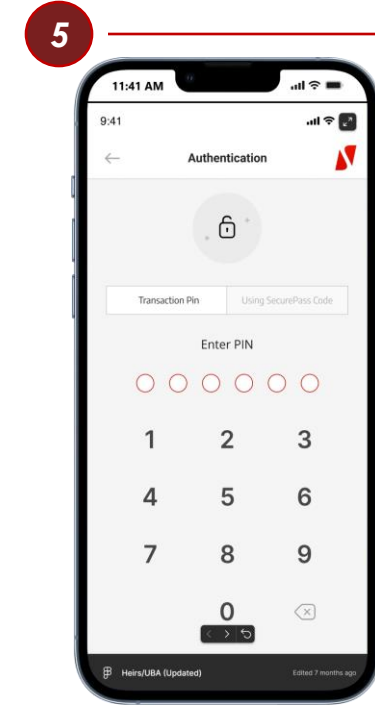 5
11:41 AM
9:41
Authentication
Transaction Pin Using SecurePass Code
Enter PIN
1 2 3
4 5 6
7 8 9
0
Heirs/UBA (Updated) Edited 7 months ago